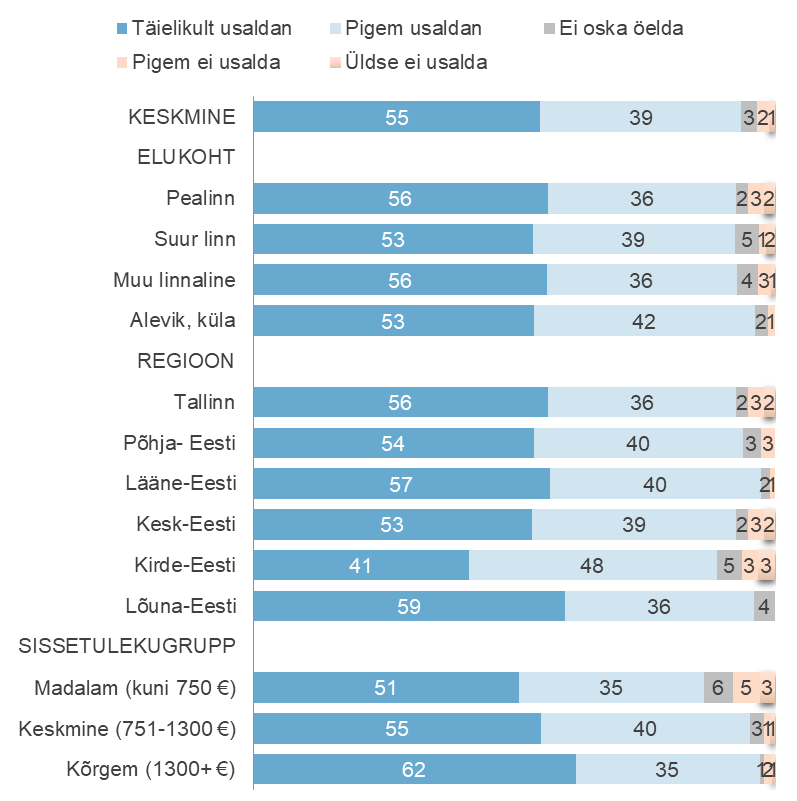 Täielikult usaldan Pigem usaldan Ei oska öelda
Pigem ei usalda Üldse ei usalda
KESKMINE 55 39 3 2 1
ELUKOHT
Pealinn 56 36 2 3 2
Suur linn 53 39 5 1 2
Muu linnaline 56 36 4 3 1
Alevik, küla 53 42 2 1
REGIOON
Tallinn 56 36 2 3 2
Põhja- Eesti 54 40 3 3
Lääne-Eesti 57 40 2 1
Kesk-Eesti 53 39 2 3 2
Kirde-Eesti 41 48 5 3 3
Lõuna-Eesti 59 36 4
SISSETULEKUGRUPP
Madalam (kuni 750 €) 51 35 6 5 3
Keskmine (751-1300 €) 55 40 3 1 1
Kõrgem (1300+ €) 62 35 1 2 1